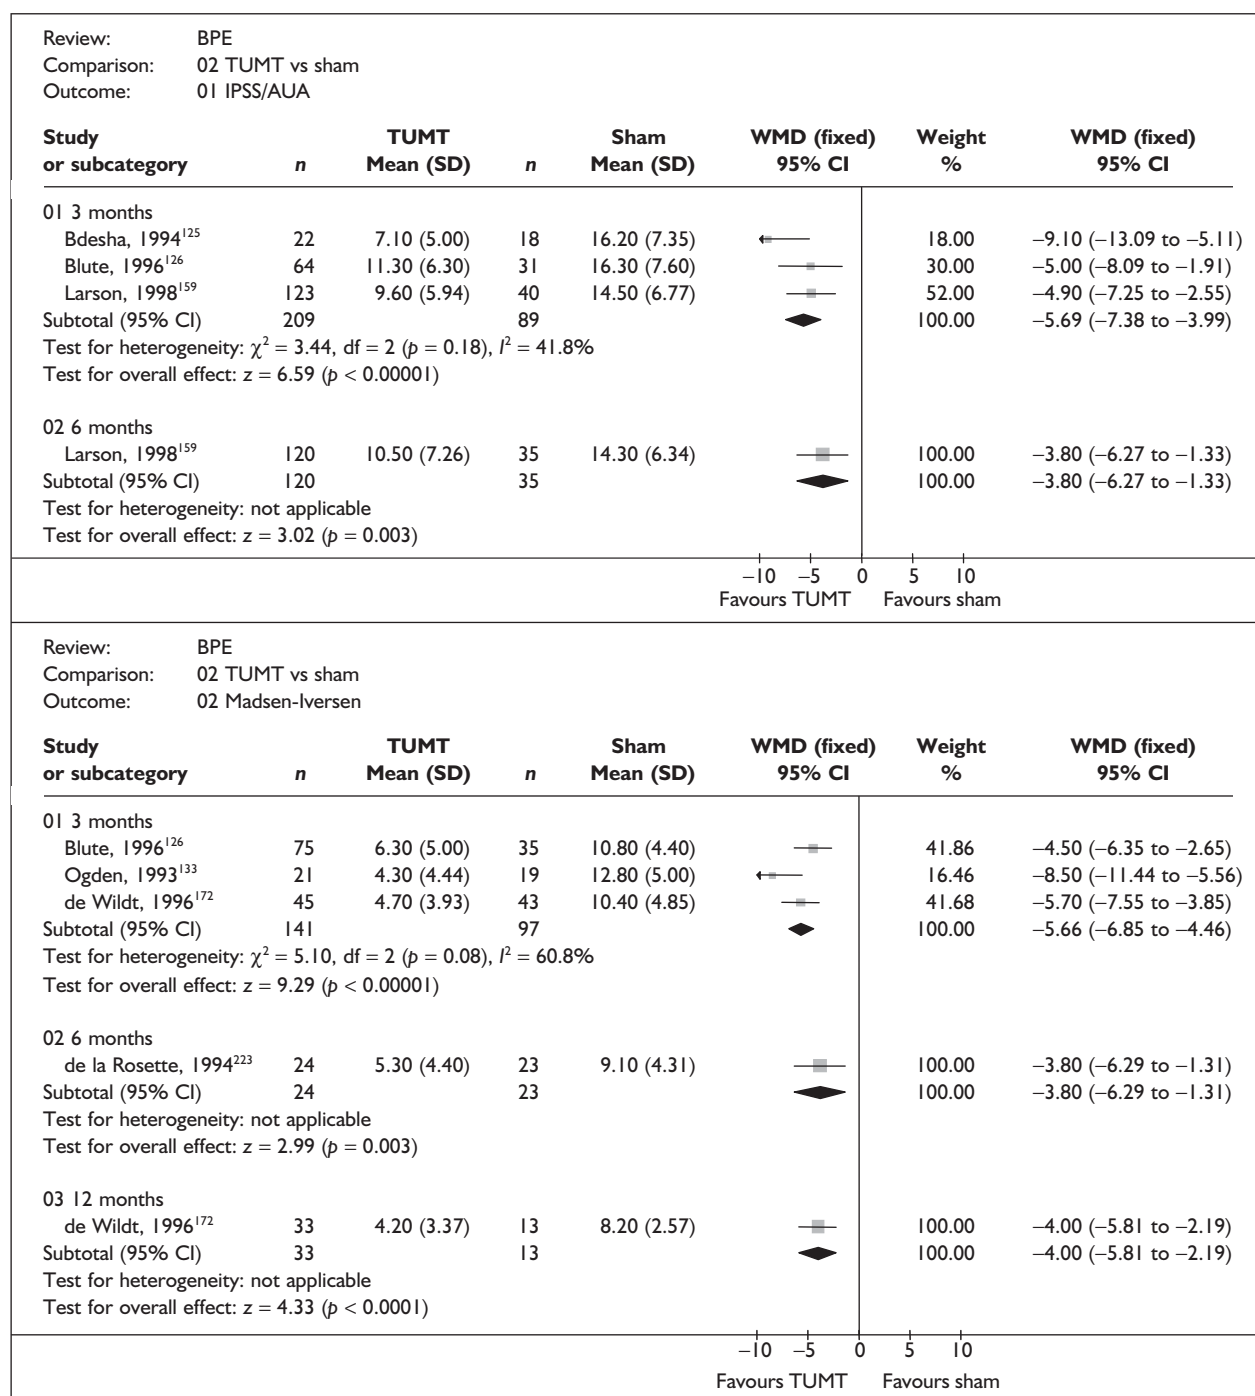 Review: BPE
Comparison: 02 TUMT vs sham
Outcome: 01 IPSS/AUA
Study TUMT Sham WMD (fixed) Weight WMD (fixed)
or subcategory n Mean (SD) n Mean (SD) 95% CI % 95% CI
01 3 months
Bdesha, 1994¹²⁵ 22 7.10 (5.00) 18 16.20 (7.35) 18.00 −9.10 (−13.09 to −5.11)
Blute, 1996¹²⁶ 64 11.30 (6.30) 31 16.30 (7.60) 30.00 −5.00 (−8.09 to −1.91)
Larson, 1998¹⁵⁹ 123 9.60 (5.94) 40 14.50 (6.77) 52.00 −4.90 (−7.25 to −2.55)
Subtotal (95% CI) 209 89 100.00 −5.69 (−7.38 to −3.99)
Test for heterogeneity: χ² = 3.44, df = 2 (p = 0.18), I² = 41.8%
Test for overall effect: z = 6.59 (p < 0.00001)
02 6 months
Larson, 1998¹⁵⁹ 120 10.50 (7.26) 35 14.30 (6.34) 100.00 −3.80 (−6.27 to −1.33)
Subtotal (95% CI) 120 35 100.00 −3.80 (−6.27 to −1.33)
Test for heterogeneity: not applicable
Test for overall effect: z = 3.02 (p = 0.003)
−10 −5 0 5 10
Favours TUMT Favours sham
Review: BPE
Comparison: 02 TUMT vs sham
Outcome: 02 Madsen-Iversen
Study TUMT Sham WMD (fixed) Weight WMD (fixed)
or subcategory n Mean (SD) n Mean (SD) 95% CI % 95% CI
01 3 months
Blute, 1996¹²⁶ 75 6.30 (5.00) 35 10.80 (4.40) 41.86 −4.50 (−6.35 to −2.65)
Ogden, 1993¹³³ 21 4.30 (4.44) 19 12.80 (5.00) 16.46 −8.50 (−11.44 to −5.56)
de Wildt, 1996¹⁷² 45 4.70 (3.93) 43 10.40 (4.85) 41.68 −5.70 (−7.55 to −3.85)
Subtotal (95% CI) 141 97 100.00 −5.66 (−6.85 to −4.46)
Test for heterogeneity: χ² = 5.10, df = 2 (p = 0.08), I² = 60.8%
Test for overall effect: z = 9.29 (p < 0.00001)
02 6 months
de la Rosette, 1994²²³ 24 5.30 (4.40) 23 9.10 (4.31) 100.00 −3.80 (−6.29 to −1.31)
Subtotal (95% CI) 24 23 100.00 −3.80 (−6.29 to −1.31)
Test for heterogeneity: not applicable
Test for overall effect: z = 2.99 (p = 0.003)
03 12 months
de Wildt, 1996¹⁷² 33 4.20 (3.37) 13 8.20 (2.57) 100.00 −4.00 (−5.81 to −2.19)
Subtotal (95% CI) 33 13 100.00 −4.00 (−5.81 to −2.19)
Test for heterogeneity: not applicable
Test for overall effect: z = 4.33 (p < 0.0001)
−10 −5 0 5 10
Favours TUMT Favours sham